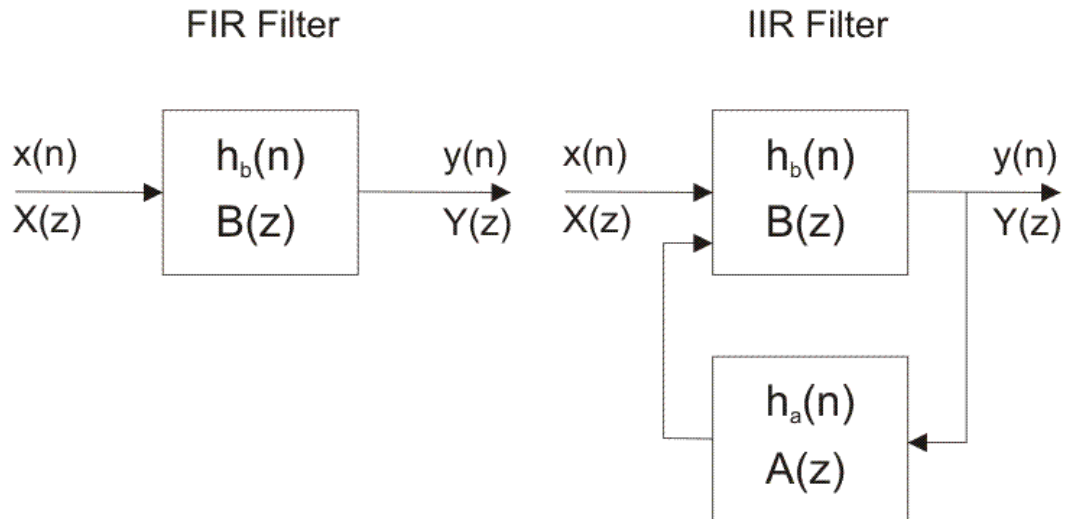 FIR Filter
x(n)
X(z)
h_b(n)
B(z)
y(n)
Y(z)
IIR Filter
x(n)
X(z)
h_b(n)
B(z)
y(n)
Y(z)
h_a(n)
A(z)